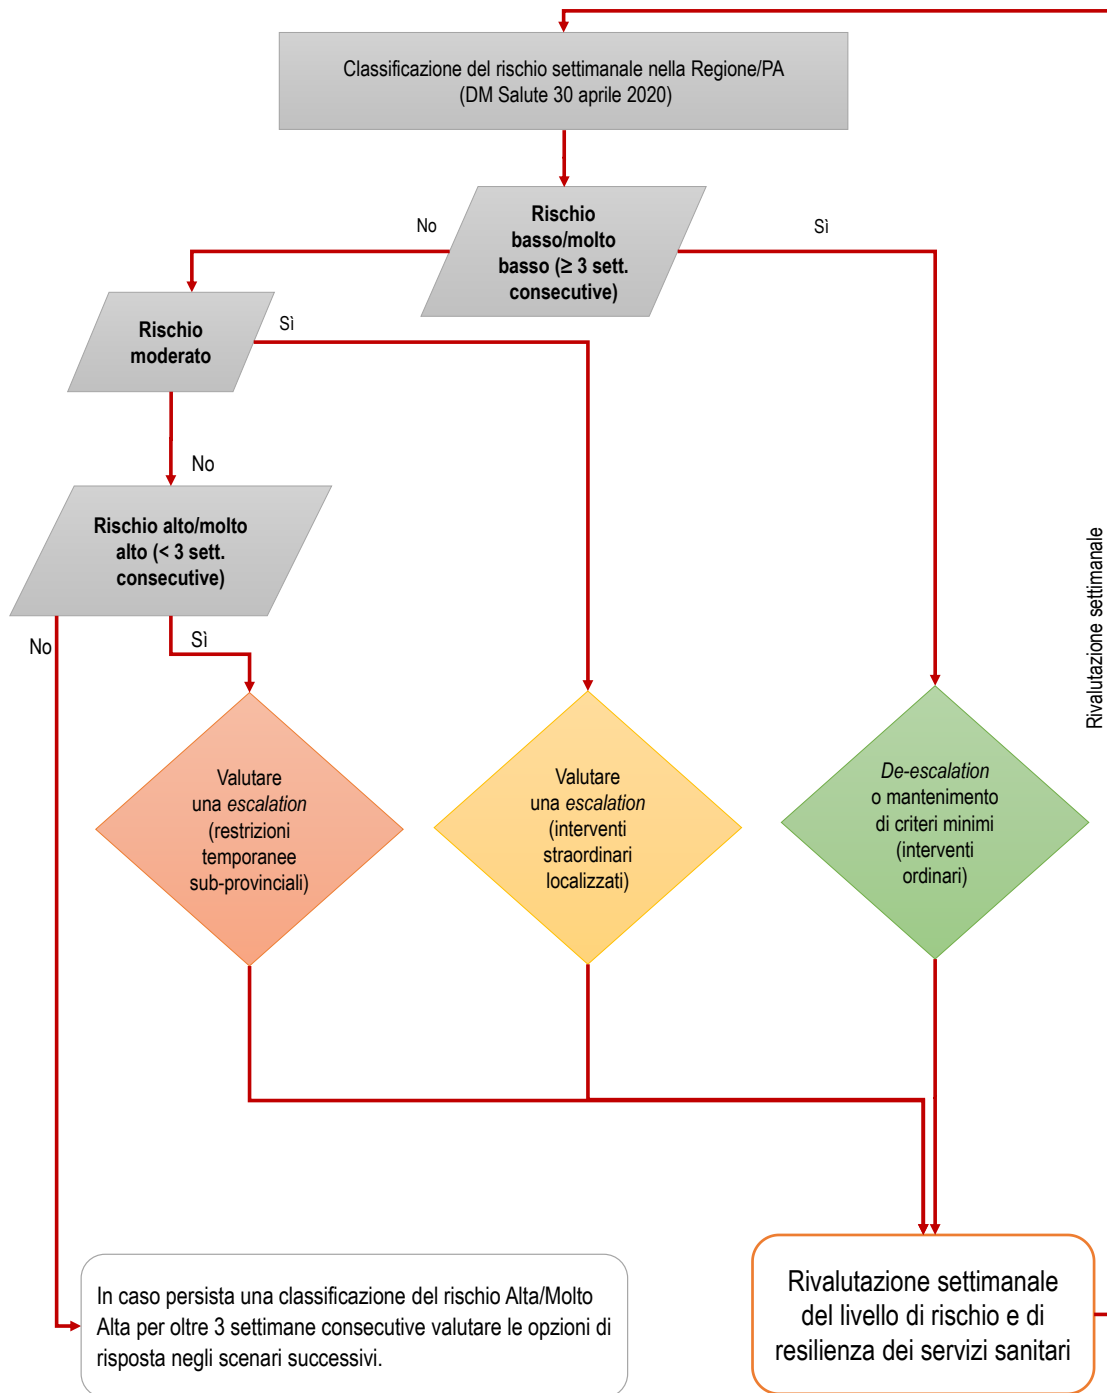 Classificazione del rischio settimanale nella Regione/PA
(DM Salute 30 aprile 2020)
Rischio
basso/molto
basso (≥ 3 sett.
consecutive)
No
Sì
Rischio
moderato
Sì
No
Rischio alto/molto
alto (< 3 sett.
consecutive)
No
Sì
Valutare
una escalation
(restrizioni
temporanee
sub-provinciali)
Valutare
una escalation
(interventi
straordinari
localizzati)
De-escalation
o mantenimento
di criteri minimi
(interventi
ordinari)
Rivalutazione settimanale
In caso persista una classificazione del rischio Alta/Molto
Alta per oltre 3 settimane consecutive valutare le opzioni di
risposta negli scenari successivi.
Rivalutazione settimanale
del livello di rischio e di
resilienza dei servizi sanitari